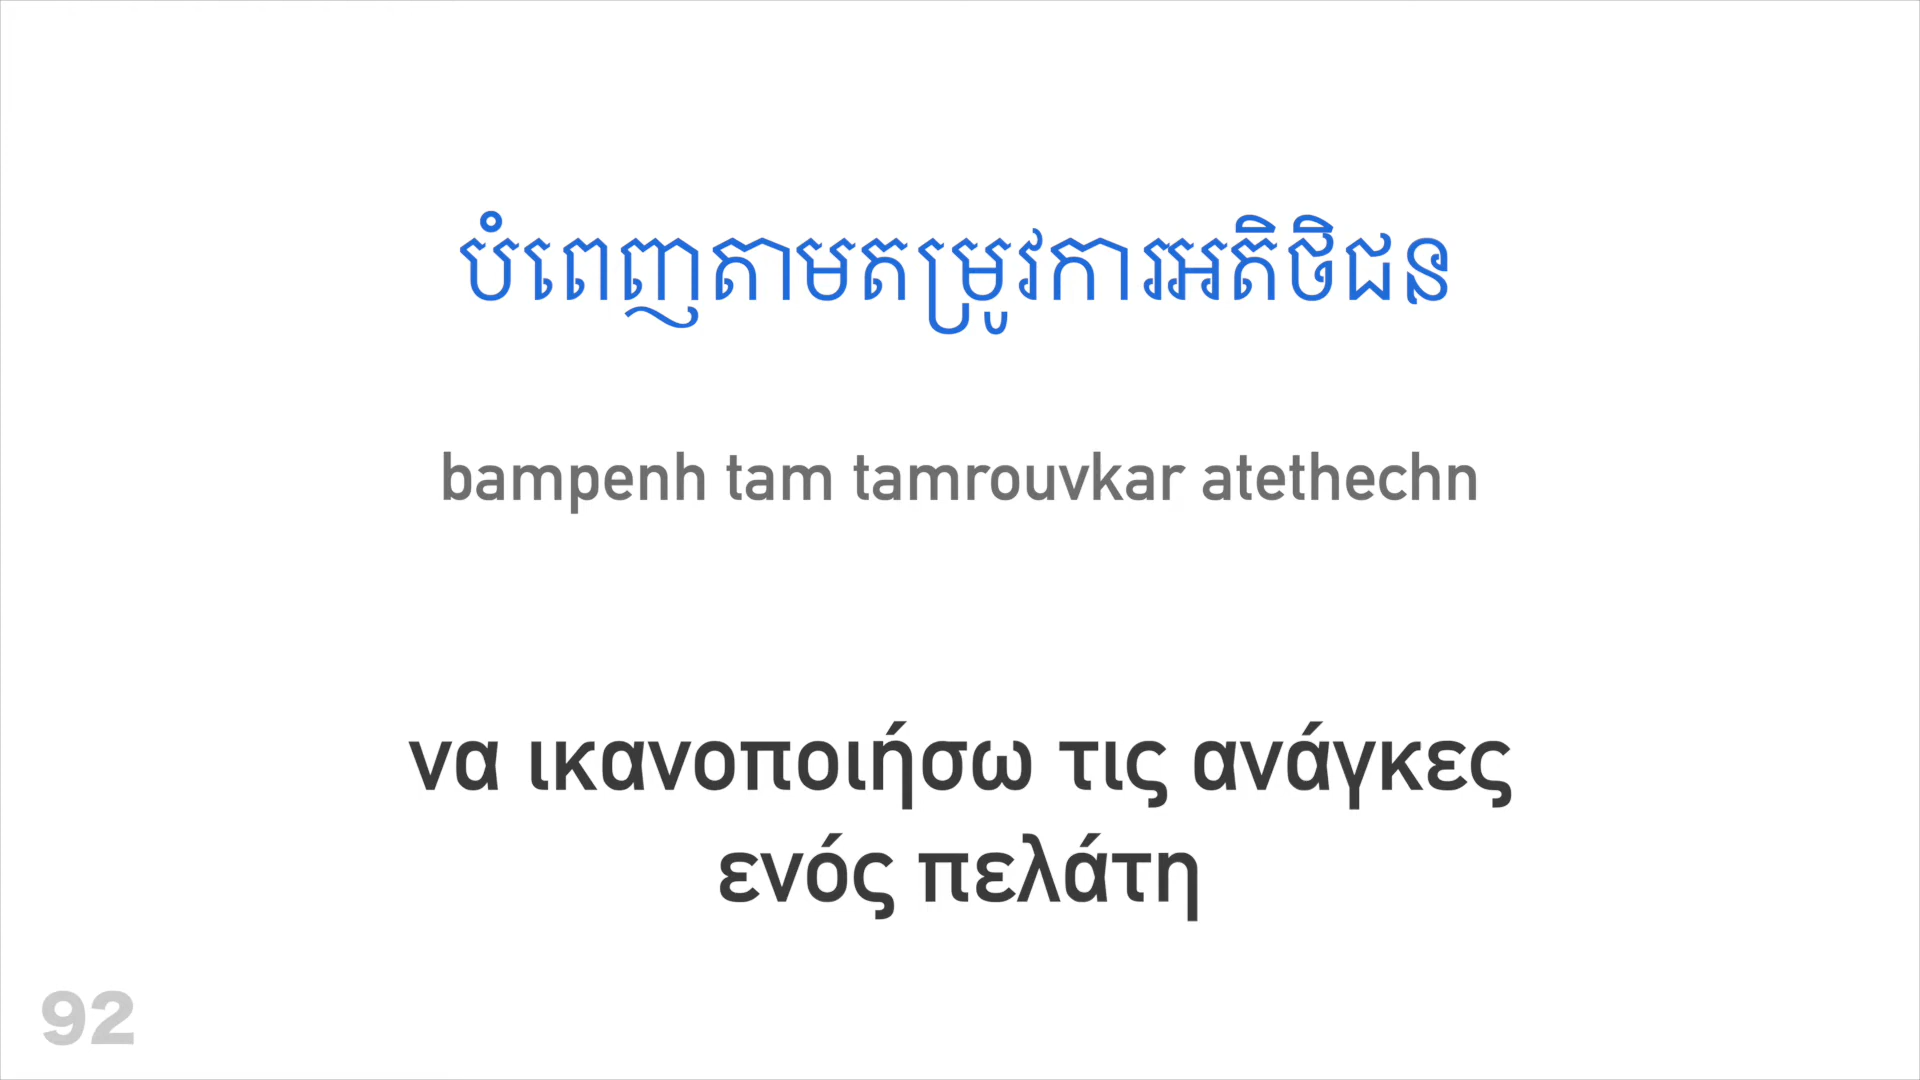 បំពេញតាមតម្រូវការអតិថិជន
bampenh tam tamrouvkar atethechn
να ικανοποιήσω τις ανάγκες
ενός πελάτη
92